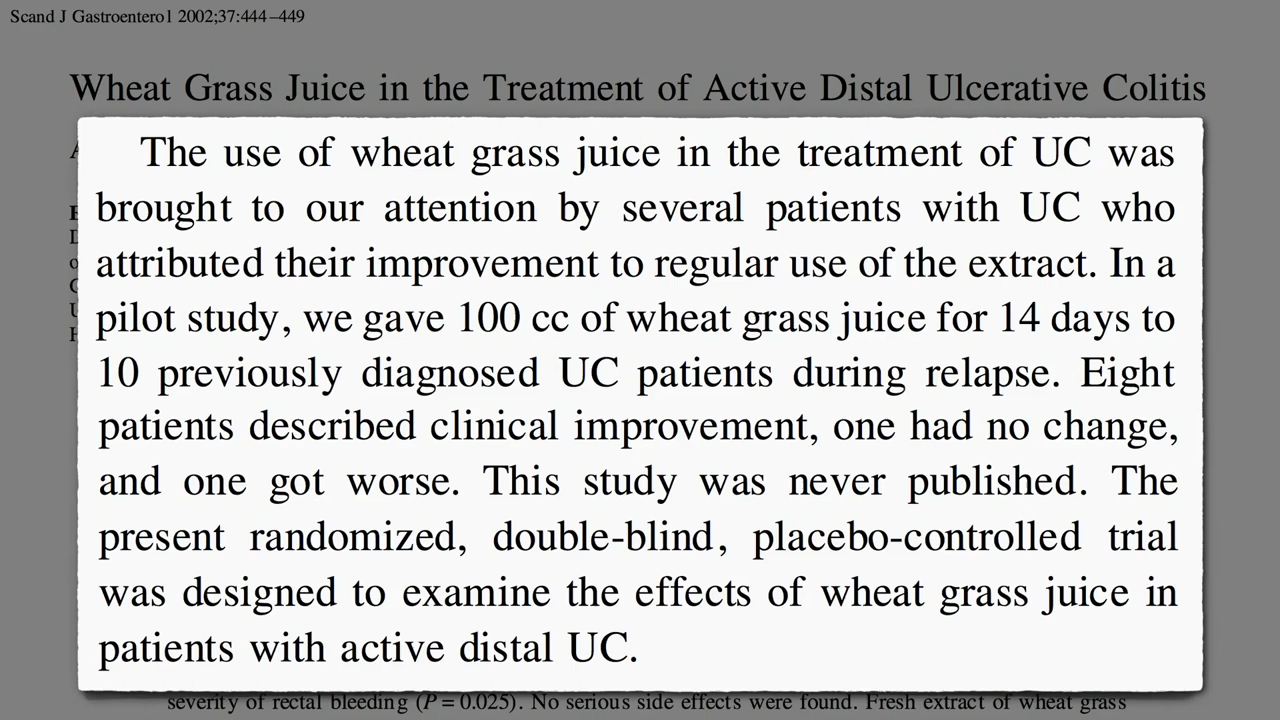 Scand J Gastroenterol 2002;37:444–449
Wheat Grass Juice in the Treatment of Active Distal Ulcerative Colitis
The use of wheat grass juice in the treatment of UC was
brought to our attention by several patients with UC who
attributed their improvement to regular use of the extract. In a
pilot study, we gave 100 cc of wheat grass juice for 14 days to
10 previously diagnosed UC patients during relapse. Eight
patients described clinical improvement, one had no change,
and one got worse. This study was never published. The
present randomized, double-blind, placebo-controlled trial
was designed to examine the effects of wheat grass juice in
patients with active distal UC.
severity of rectal bleeding (P = 0.025). No serious side effects were found. Fresh extract of wheat grass